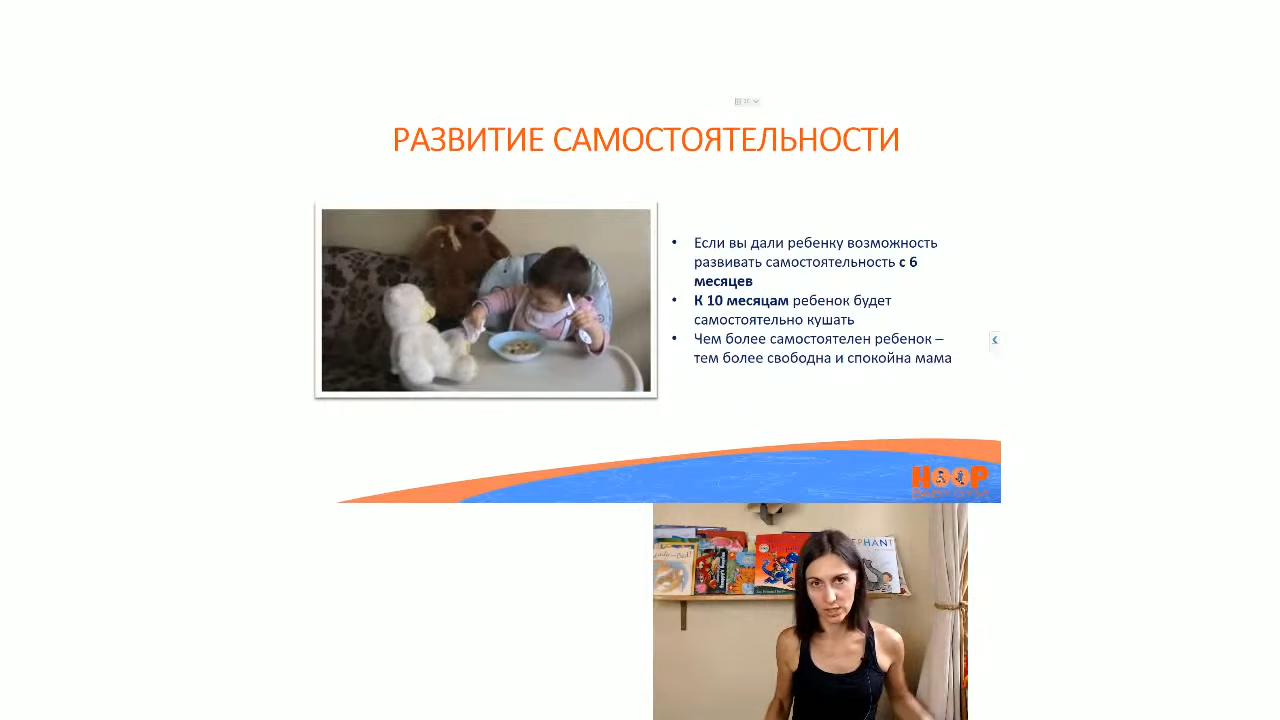 РАЗВИТИЕ САМОСТОЯТЕЛЬНОСТИ
• Если вы дали ребенку возможность
развивать самостоятельность с 6
месяцев
• К 10 месяцам ребенок будет
самостоятельно кушать
• Чем более самостоятелен ребенок –
тем более свободна и спокойна мама
HOOP